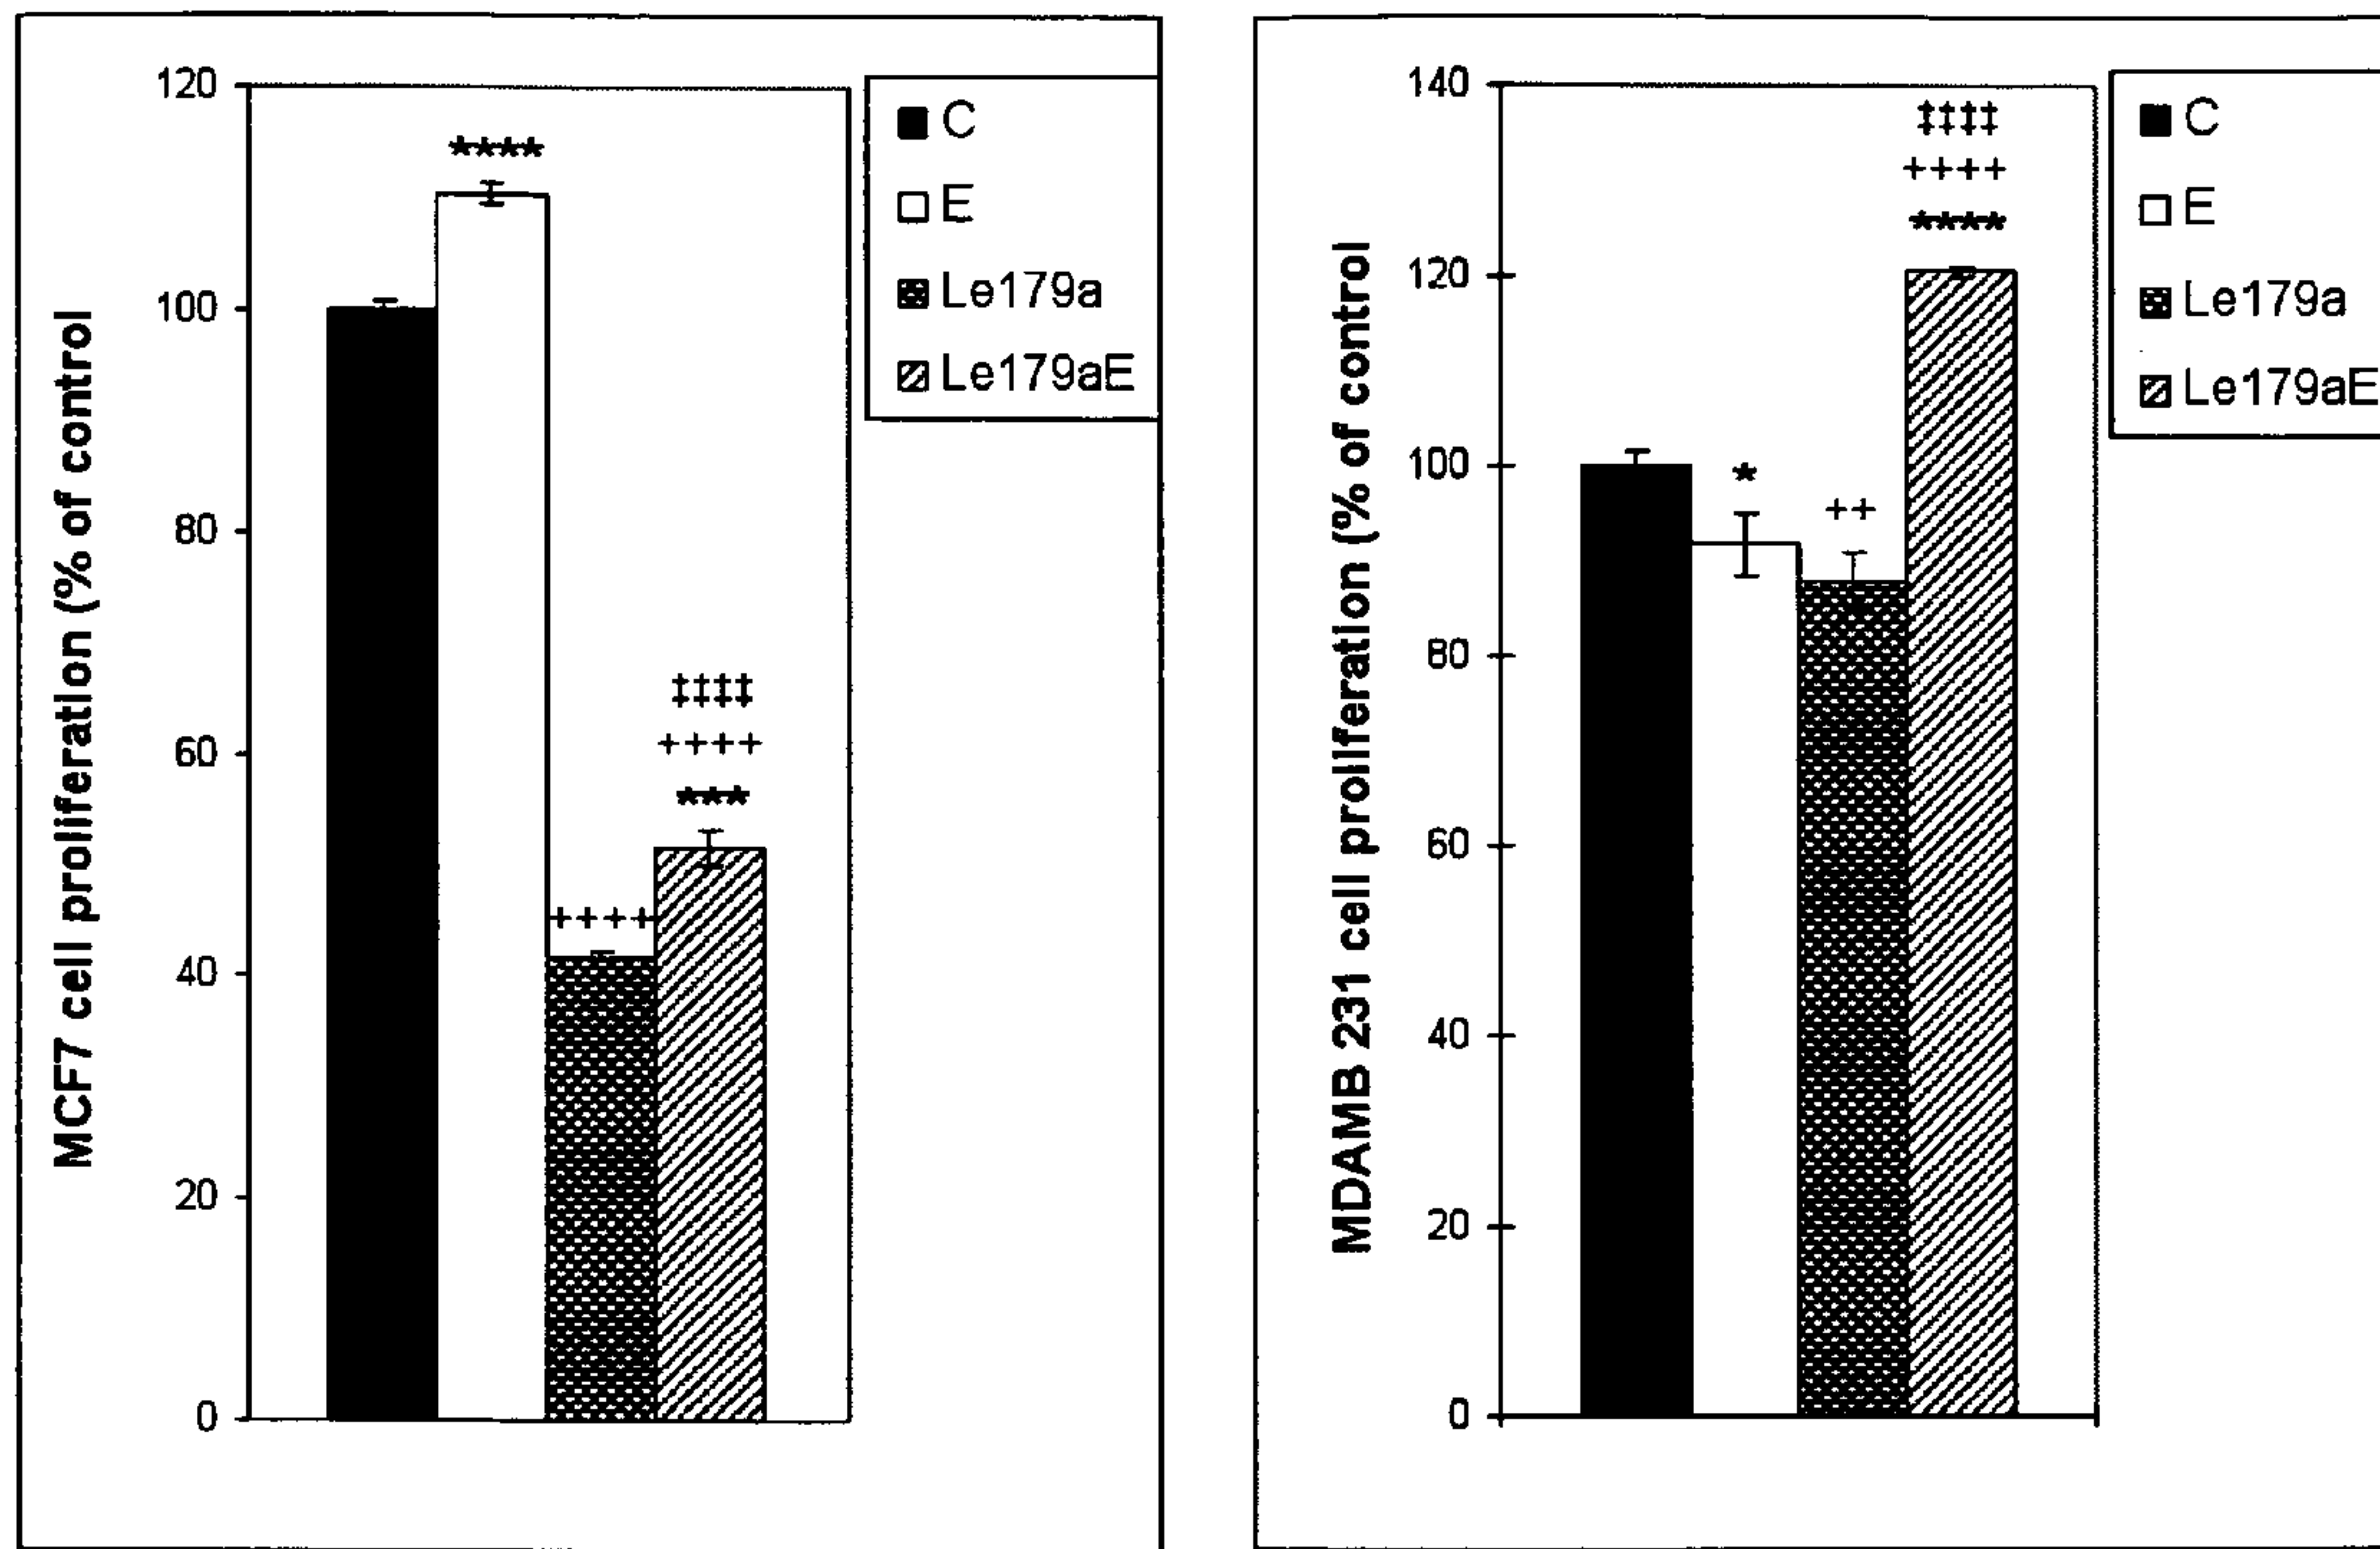 MCF7 cell proliferation (% of control
120
100
80
60
40
20
0
****
++++
‡‡‡‡
++++
***
C
E
Le179a
Le179aE
MDAMB 231 cell proliferation (% of control
140
120
100
80
60
40
20
0
*
++
‡‡‡‡
++++
****
C
E
Le179a
Le179aE